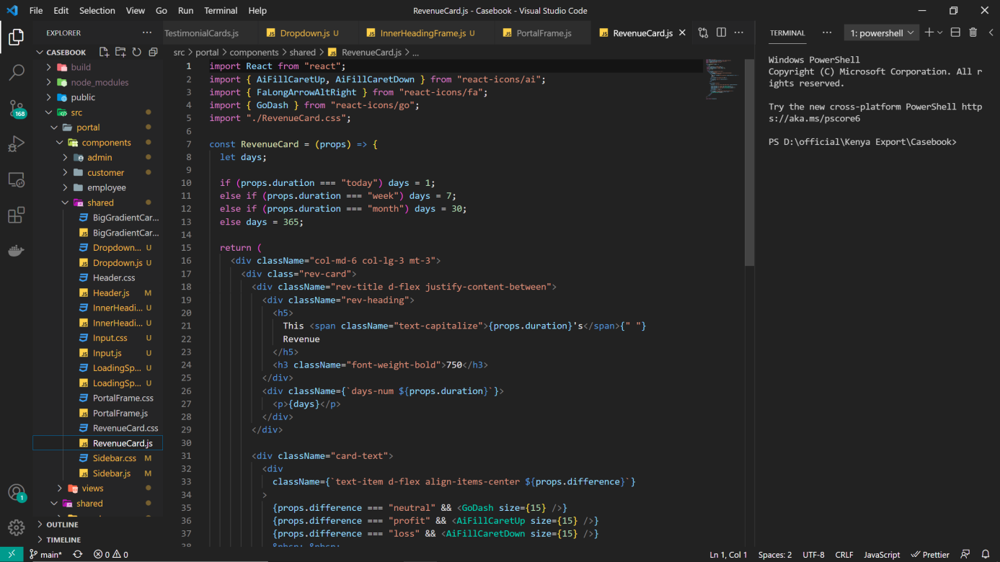 File Edit Selection View Go Run Terminal Help
RevenueCard.js - Casebook - Visual Studio Code
EXPLORER
TestimonialCards.js
Dropdown.js U
InnerHeadingFrame.js U
PortalFrame.js
RevenueCard.js
CASEBOOK
build
node_modules
public
src
portal
components
admin
customer
employee
shared
BigGradientCar...
BigGradientCar...
Dropdown... U
Dropdown.js U
Header.css
Header.js M
InnerHeadi... U
InnerHeadi... U
Input.css U
Input.js U
LoadingSp... U
LoadingSp... U
PortalFrame.css
PortalFrame.js
RevenueCard.css
RevenueCard.js
Sidebar.css M
Sidebar.js M
views
shared
OUTLINE
TIMELINE
168
1
src > portal > components > shared > RevenueCard.js > ...
1 import React from "react";
2 import { AiFillCaretUp, AiFillCaretDown } from "react-icons/ai";
3 import { FaLongArrowAltRight } from "react-icons/fa";
4 import { GoDash } from "react-icons/go";
5 import "./RevenueCard.css";
6
7 const RevenueCard = (props) => {
8 let days;
9
10 if (props.duration === "today") days = 1;
11 else if (props.duration === "week") days = 7;
12 else if (props.duration === "month") days = 30;
13 else days = 365;
14
15 return (
16 <div className="col-md-6 col-lg-3 mt-3">
17 <div class="rev-card">
18 <div className="rev-title d-flex justify-content-between">
19 <div className="rev-heading">
20 <h5>
21 This <span className="text-capitalize">{props.duration}'s</span>{" "}
22 Revenue
23 </h5>
24 <h3 className="font-weight-bold">750</h3>
25 </div>
26 <div className={`days-num ${props.duration}`}>
27 <p>{days}</p>
28 </div>
29 </div>
30
31 <div className="card-text">
32 <div
33 className={`text-item d-flex align-items-center ${props.difference}`}
34 >
35 {props.difference === "neutral" && <GoDash size={15} />}
36 {props.difference === "profit" && <AiFillCaretUp size={15} />}
37 {props.difference === "loss" && <AiFillCaretDown size={15} />}
38 &nbsp; &nbsp;
TERMINAL
1: powershell
Windows PowerShell
Copyright (C) Microsoft Corporation. All r
ights reserved.
Try the new cross-platform PowerShell http
s://aka.ms/pscore6
PS D:\official\Kenya Export\Casebook>
main* 0 0
Ln 1, Col 1 Spaces: 2 UTF-8 CRLF JavaScript Prettier